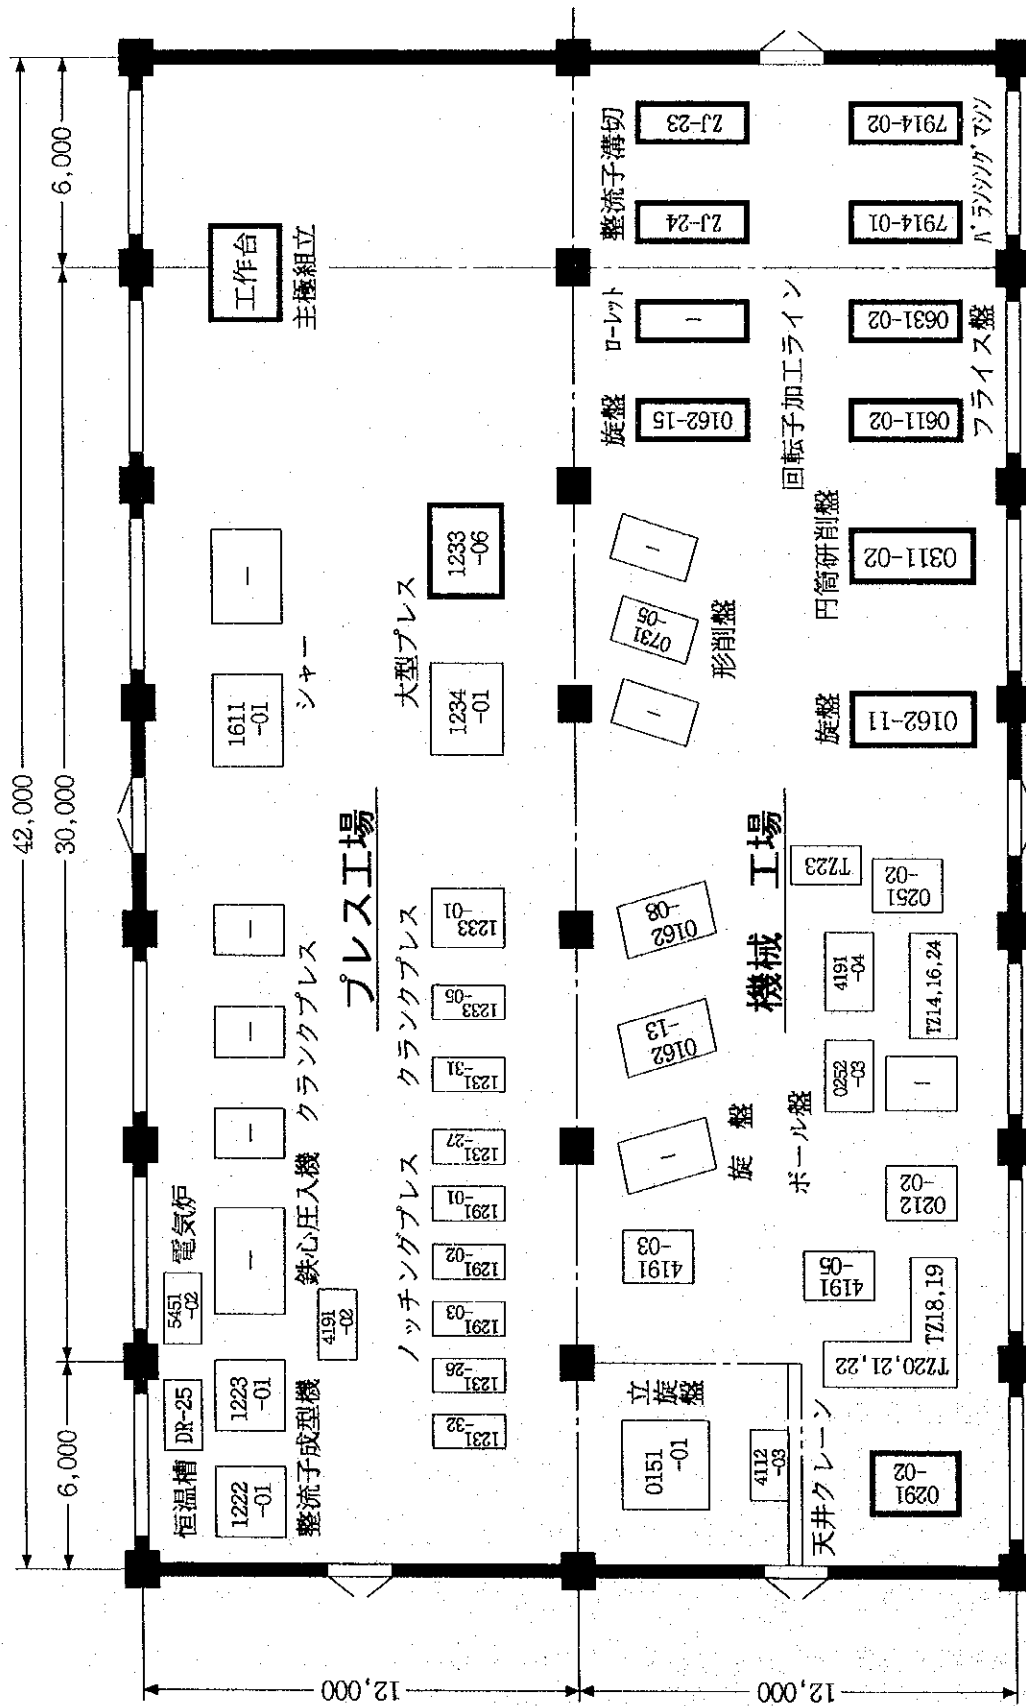 42,000
6,000
30,000
6,000
12,000
12,000
恒温槽
DR-25
5451
-02
電気炉
1222
-01
1223
-01
整流子成型機
一
鉄心圧入機
4191
-02
一
一
一
クランクプレス
1611
-01
一
シャー
工作台
主極組立
プレス工場
ノッチングプレス
クランクプレス
大型プレス
1231
-32
1231
-26
1291
-03
1291
-02
1291
-01
1231
-27
1231
-31
1233
-05
1233
-01
1234
-01
1233
-06
立
旋
盤
0151
-01
4112
-03
天井クレーン
0291
-02
4191
-03
一
0162
-13
0162
-08
旋 盤
機械 工場
ボール盤
4191
-05
TZ20,21,22
TZ18,19
0212
-02
0252
-03
一
4191
-04
TZ14,16,24
TZ23
0251
-02
一
0731
-05
一
形削盤
旋盤
0162-11
円筒研削盤
0311-02
旋盤
0162-15
ローレット
一
整流子溝切
ZJ-24
ZJ-23
回転子加工ライン
0611-02
0631-02
フライス盤
7914-01
7914-02
バランシングマシン